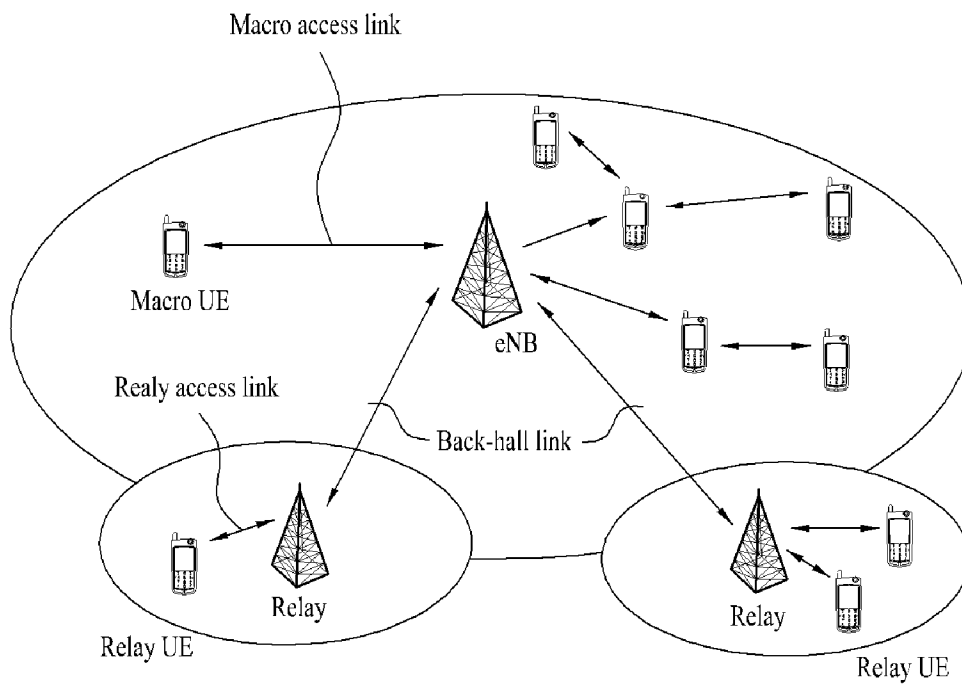 Macro access link
Macro UE
eNB
Realy access link
Back-hall link
Relay
Relay UE
Relay
Relay UE